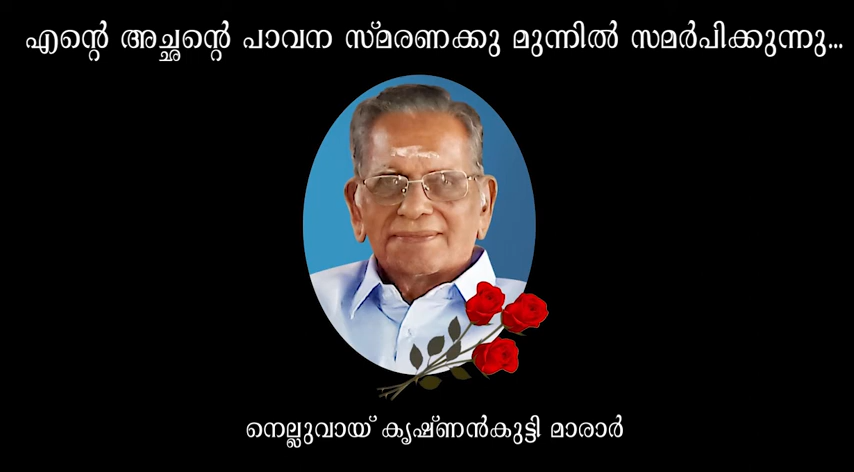 എന്റെ അച്ഛന്റെ പാവന സ്മരണക്കു മുന്നിൽ സമർപിക്കുന്നു...
നെല്ലുവായ് കൃഷ്ണൻകുട്ടി മാരാർ